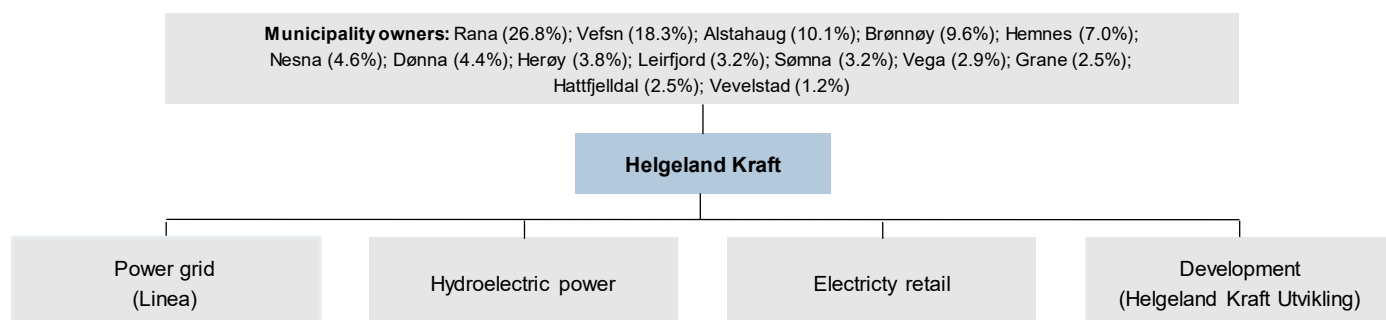 Municipality owners: Rana (26.8%); Vefsn (18.3%); Alstahaug (10.1%); Brønnøy (9.6%); Hemnes (7.0%);
Nesna (4.6%); Dønna (4.4%); Herøy (3.8%); Leirfjord (3.2%); Sømna (3.2%); Vega (2.9%); Grane (2.5%);
Hattfjelldal (2.5%); Vevelstad (1.2%)
Helgeland Kraft
Power grid
(Linea)
Hydroelectric power
Electricty retail
Development
(Helgeland Kraft Utvikling)